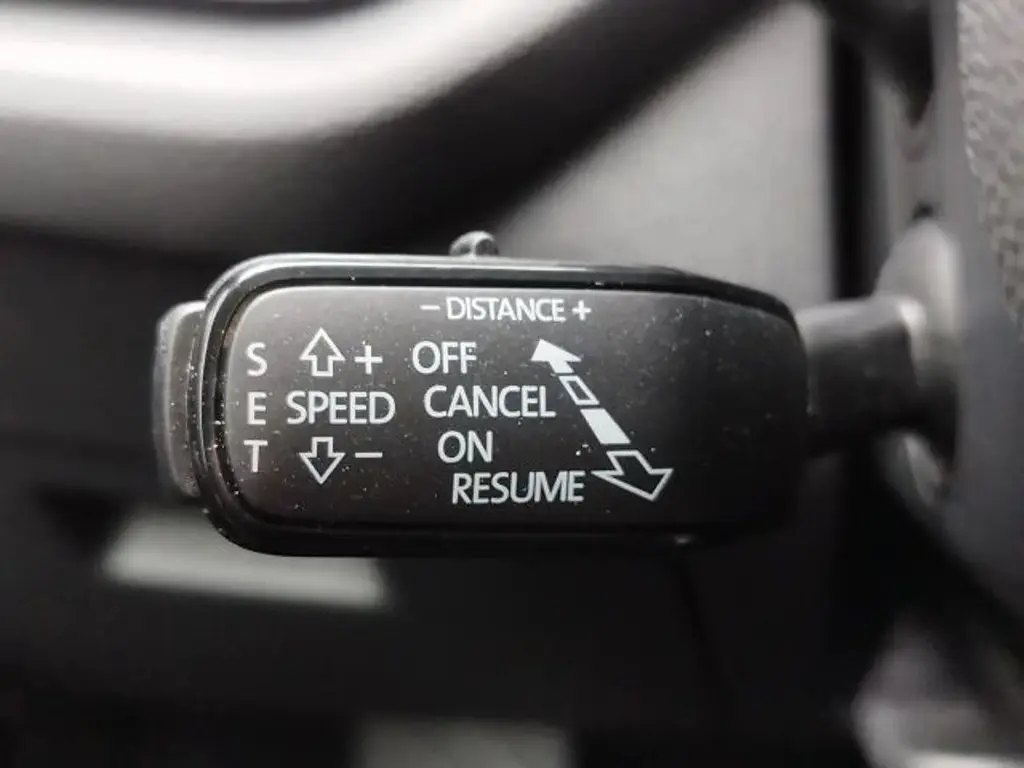 − DISTANCE +
S + OFF
E SPEED CANCEL
T − ON
RESUME